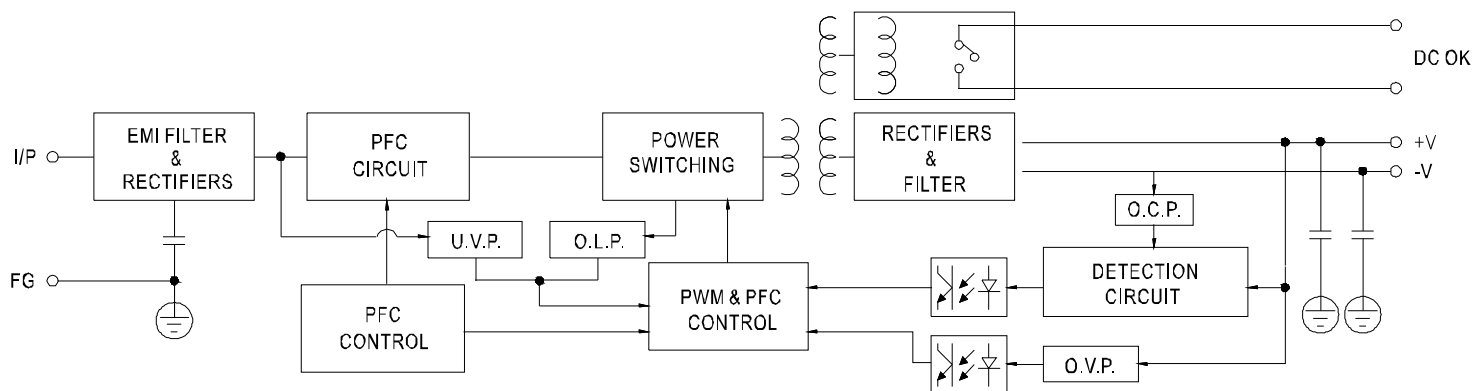 DC OK
EMI FILTER
&
RECTIFIERS
PFC
CIRCUIT
POWER
SWITCHING
RECTIFIERS
&
FILTER
I/P
+V
-V
O.C.P.
U.V.P.
O.L.P.
FG
PFC
CONTROL
PWM & PFC
CONTROL
DETECTION
CIRCUIT
O.V.P.